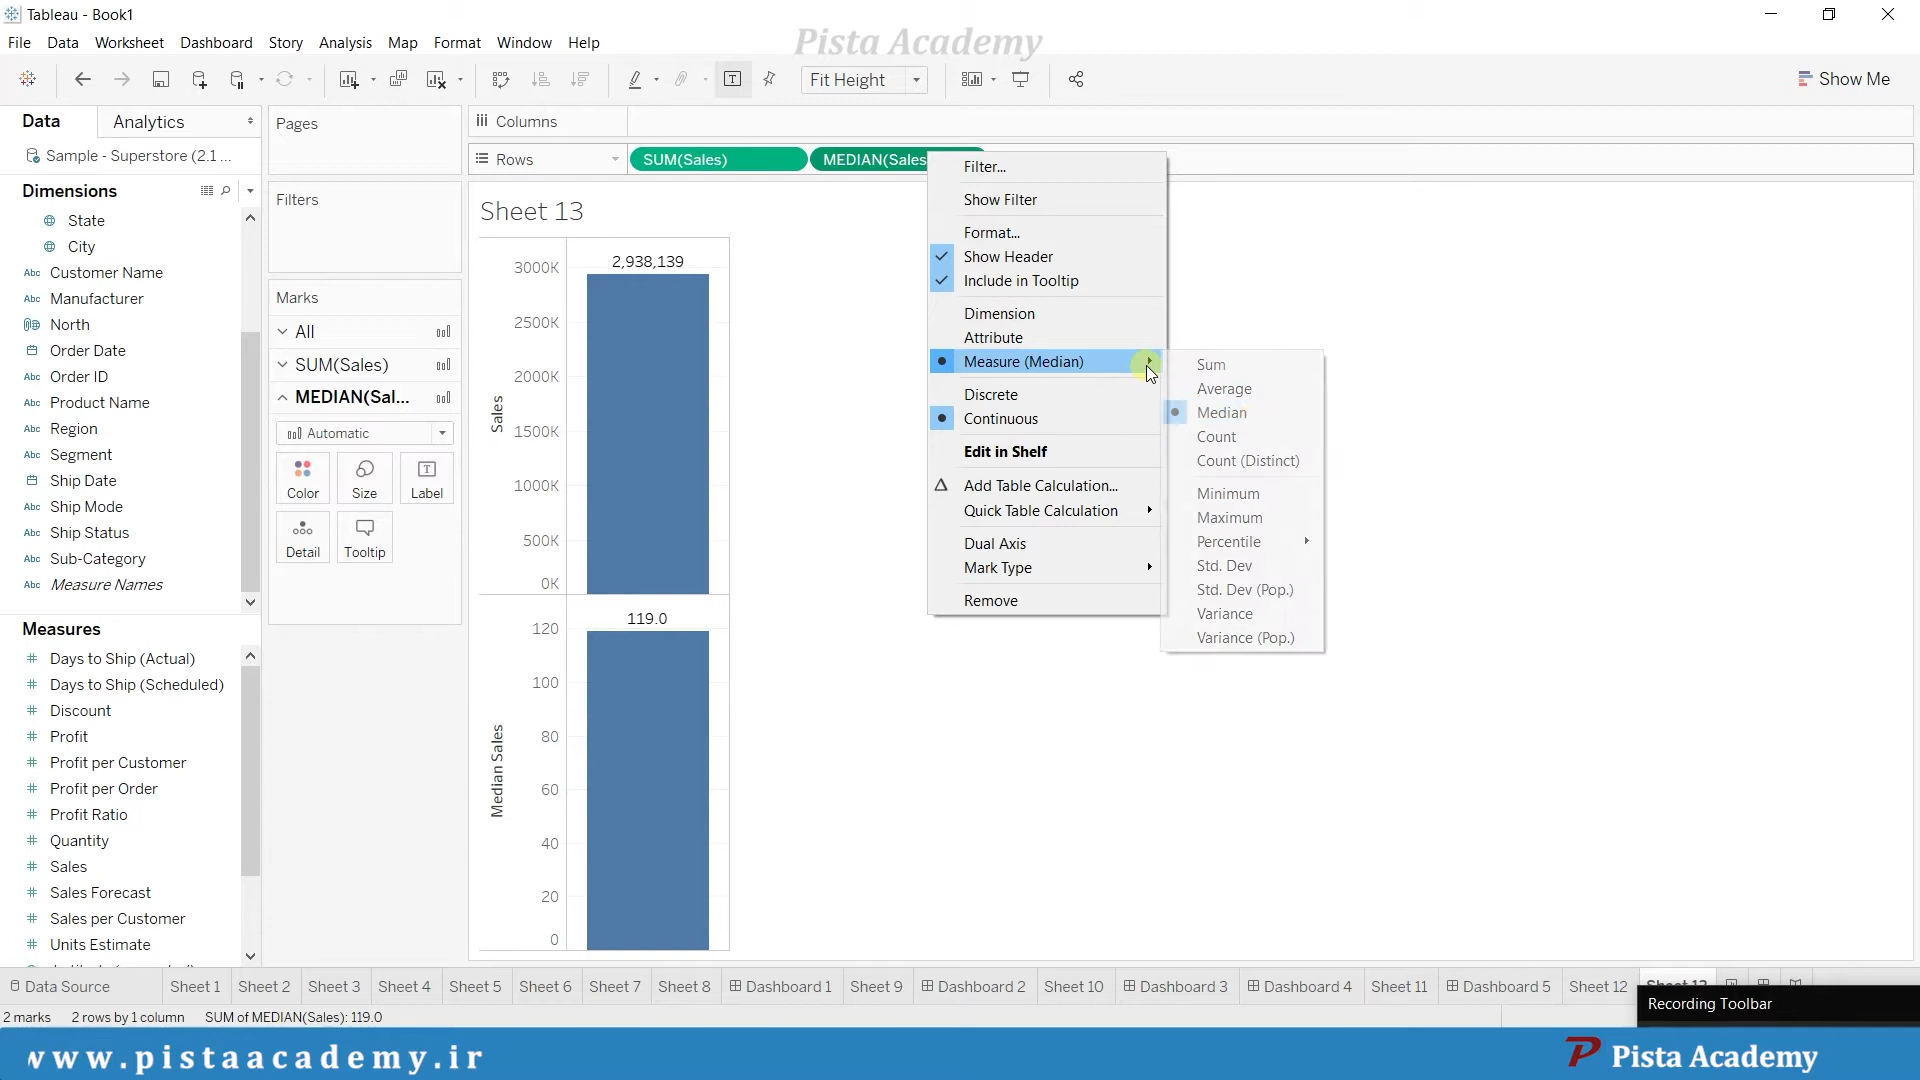 Tableau - Book1
Pista Academy
File Data Worksheet Dashboard Story Analysis Map Format Window Help
Fit Height
Show Me
Data
Analytics
Sample - Superstore (2.1 ...
Dimensions
State
City
Customer Name
Manufacturer
North
Order Date
Order ID
Product Name
Region
Segment
Ship Date
Ship Mode
Ship Status
Sub-Category
Measure Names
Measures
Days to Ship (Actual)
Days to Ship (Scheduled)
Discount
Profit
Profit per Customer
Profit per Order
Profit Ratio
Quantity
Sales
Sales Forecast
Sales per Customer
Units Estimate
Pages
Filters
Marks
All
SUM(Sales)
MEDIAN(Sal...
Automatic
Color
Size
Label
Detail
Tooltip
Columns
Rows
SUM(Sales)
MEDIAN(Sales
Sheet 13
2,938,139
3000K
2500K
2000K
1500K
1000K
500K
0K
Sales
119.0
120
100
80
60
40
20
0
Median Sales
Filter...
Show Filter
Format...
Show Header
Include in Tooltip
Dimension
Attribute
Measure (Median)
Discrete
Continuous
Edit in Shelf
Add Table Calculation...
Quick Table Calculation
Dual Axis
Mark Type
Remove
Sum
Average
Median
Count
Count (Distinct)
Minimum
Maximum
Percentile
Std. Dev
Std. Dev (Pop.)
Variance
Variance (Pop.)
Data Source
Sheet 1
Sheet 2
Sheet 3
Sheet 4
Sheet 5
Sheet 6
Sheet 7
Sheet 8
Dashboard 1
Sheet 9
Dashboard 2
Sheet 10
Dashboard 3
Dashboard 4
Sheet 11
Dashboard 5
Sheet 12
Sheet 13
Recording Toolbar
2 marks
2 rows by 1 column
SUM of MEDIAN(Sales): 119.0
www.pistaacademy.ir
Pista Academy